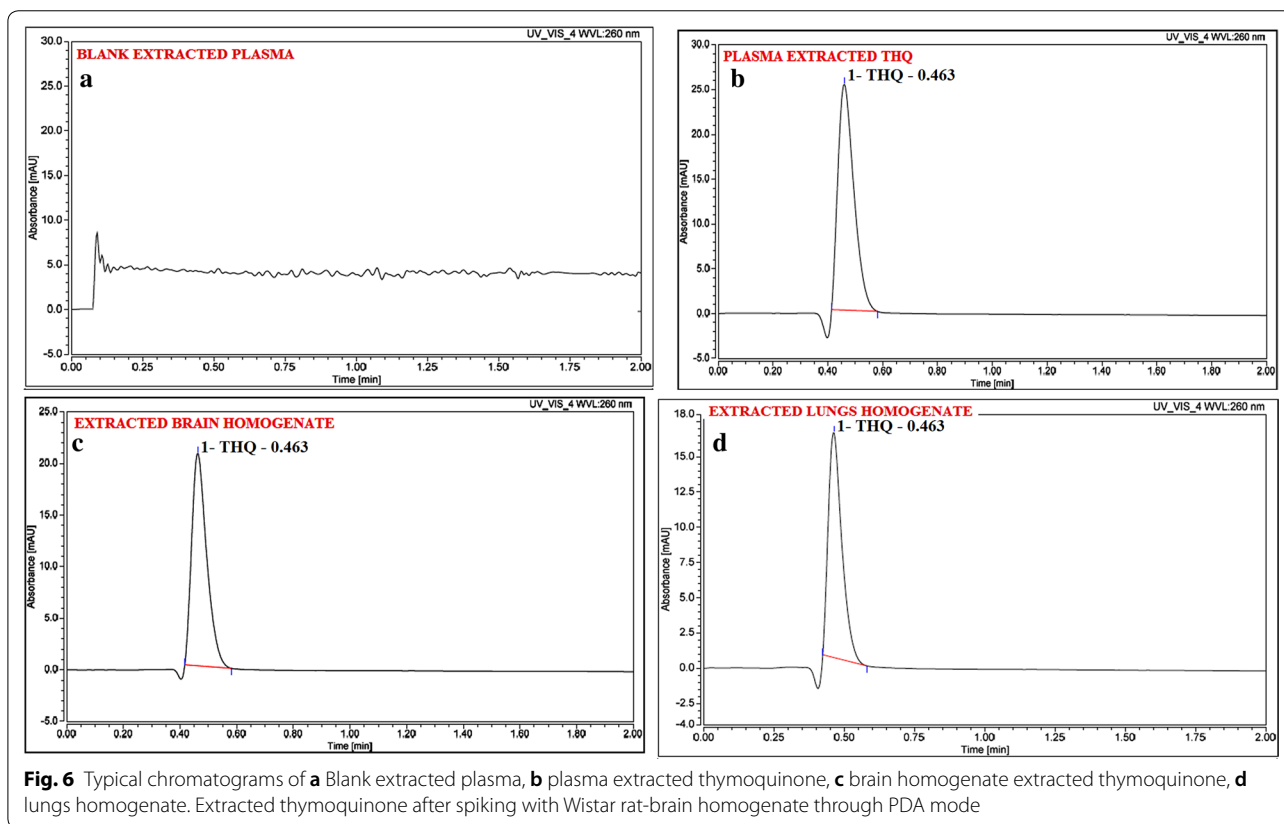 UV_VIS_4 WVL:260 nm
BLANK EXTRACTED PLASMA
a
Absorbance [mAU]
30.0
25.0
20.0
15.0
10.0
5.0
0.0
-5.0
0.00 0.25 0.50 0.75 1.00 1.25 1.50 1.75 2.00
Time [min]
UV_VIS_4 WVL:260 nm
PLASMA EXTRACTED THQ
b
1- THQ - 0.463
Absorbance [mAU]
30.0
25.0
20.0
15.0
10.0
5.0
0.0
-5.0
0.00 0.20 0.40 0.60 0.80 1.00 1.20 1.40 1.60 1.80 2.00
Time [min]
UV_VIS_4 WVL:260 nm
EXTRACTED BRAIN HOMOGENATE
c
1- THQ - 0.463
Absorbance [mAU]
25.0
20.0
15.0
10.0
5.0
0.0
-5.0
0.00 0.20 0.40 0.60 0.80 1.00 1.20 1.40 1.60 1.80 2.00
Time [min]
UV_VIS_4 WVL:260 nm
EXTRACTED LUNGS HOMOGENATE
d
1- THQ - 0.463
Absorbance [mAU]
18.0
15.0
12.5
10.0
7.5
5.0
2.5
0.0
-2.5
-4.0
0.00 0.50 1.00 1.50 2.00
Time [min]
Fig. 6 Typical chromatograms of a Blank extracted plasma, b plasma extracted thymoquinone, c brain homogenate extracted thymoquinone, d
lungs homogenate. Extracted thymoquinone after spiking with Wistar rat-brain homogenate through PDA mode